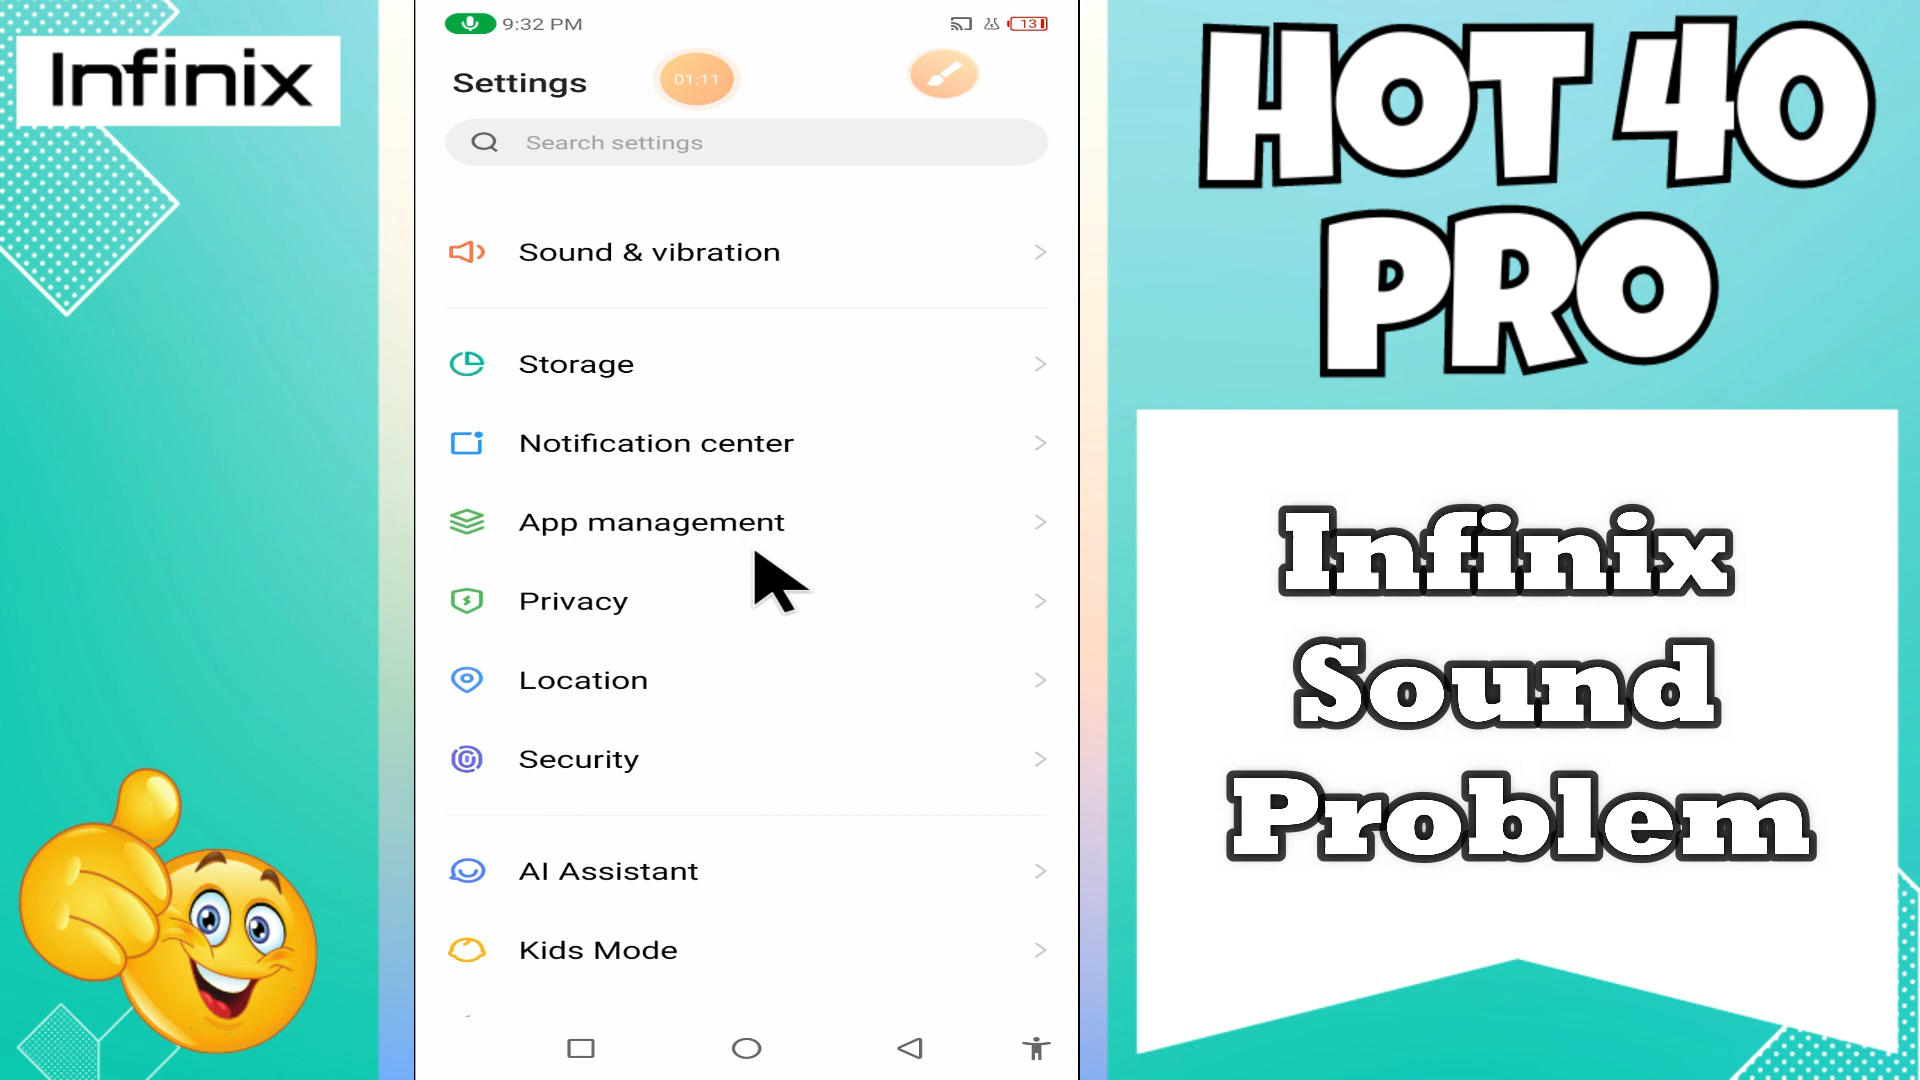 Infinix
9:32 PM
13
Settings
01:11
Search settings
Sound & vibration
Storage
Notification center
App management
Privacy
Location
Security
AI Assistant
Kids Mode
HOT 40
PRO
Infinix
Sound
Problem